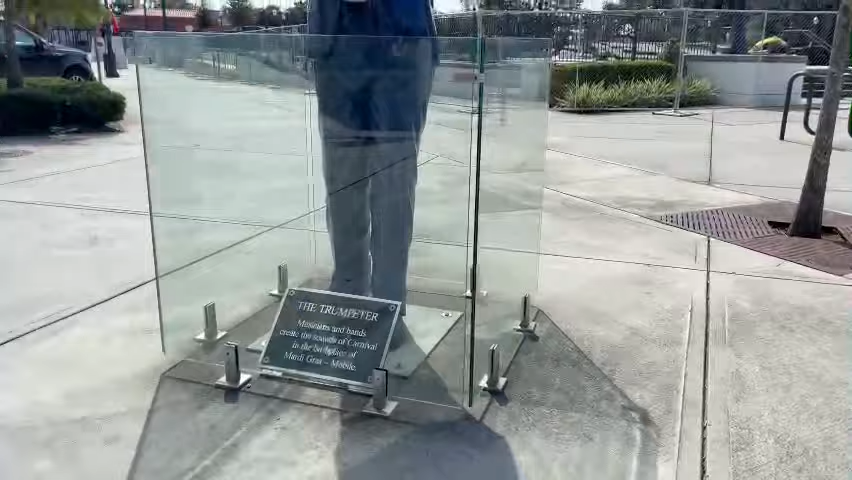 THE TRUMPETER
Musicians and bands
create the sounds of Carnival
in the birthplace of
Mardi Gras – Mobile.